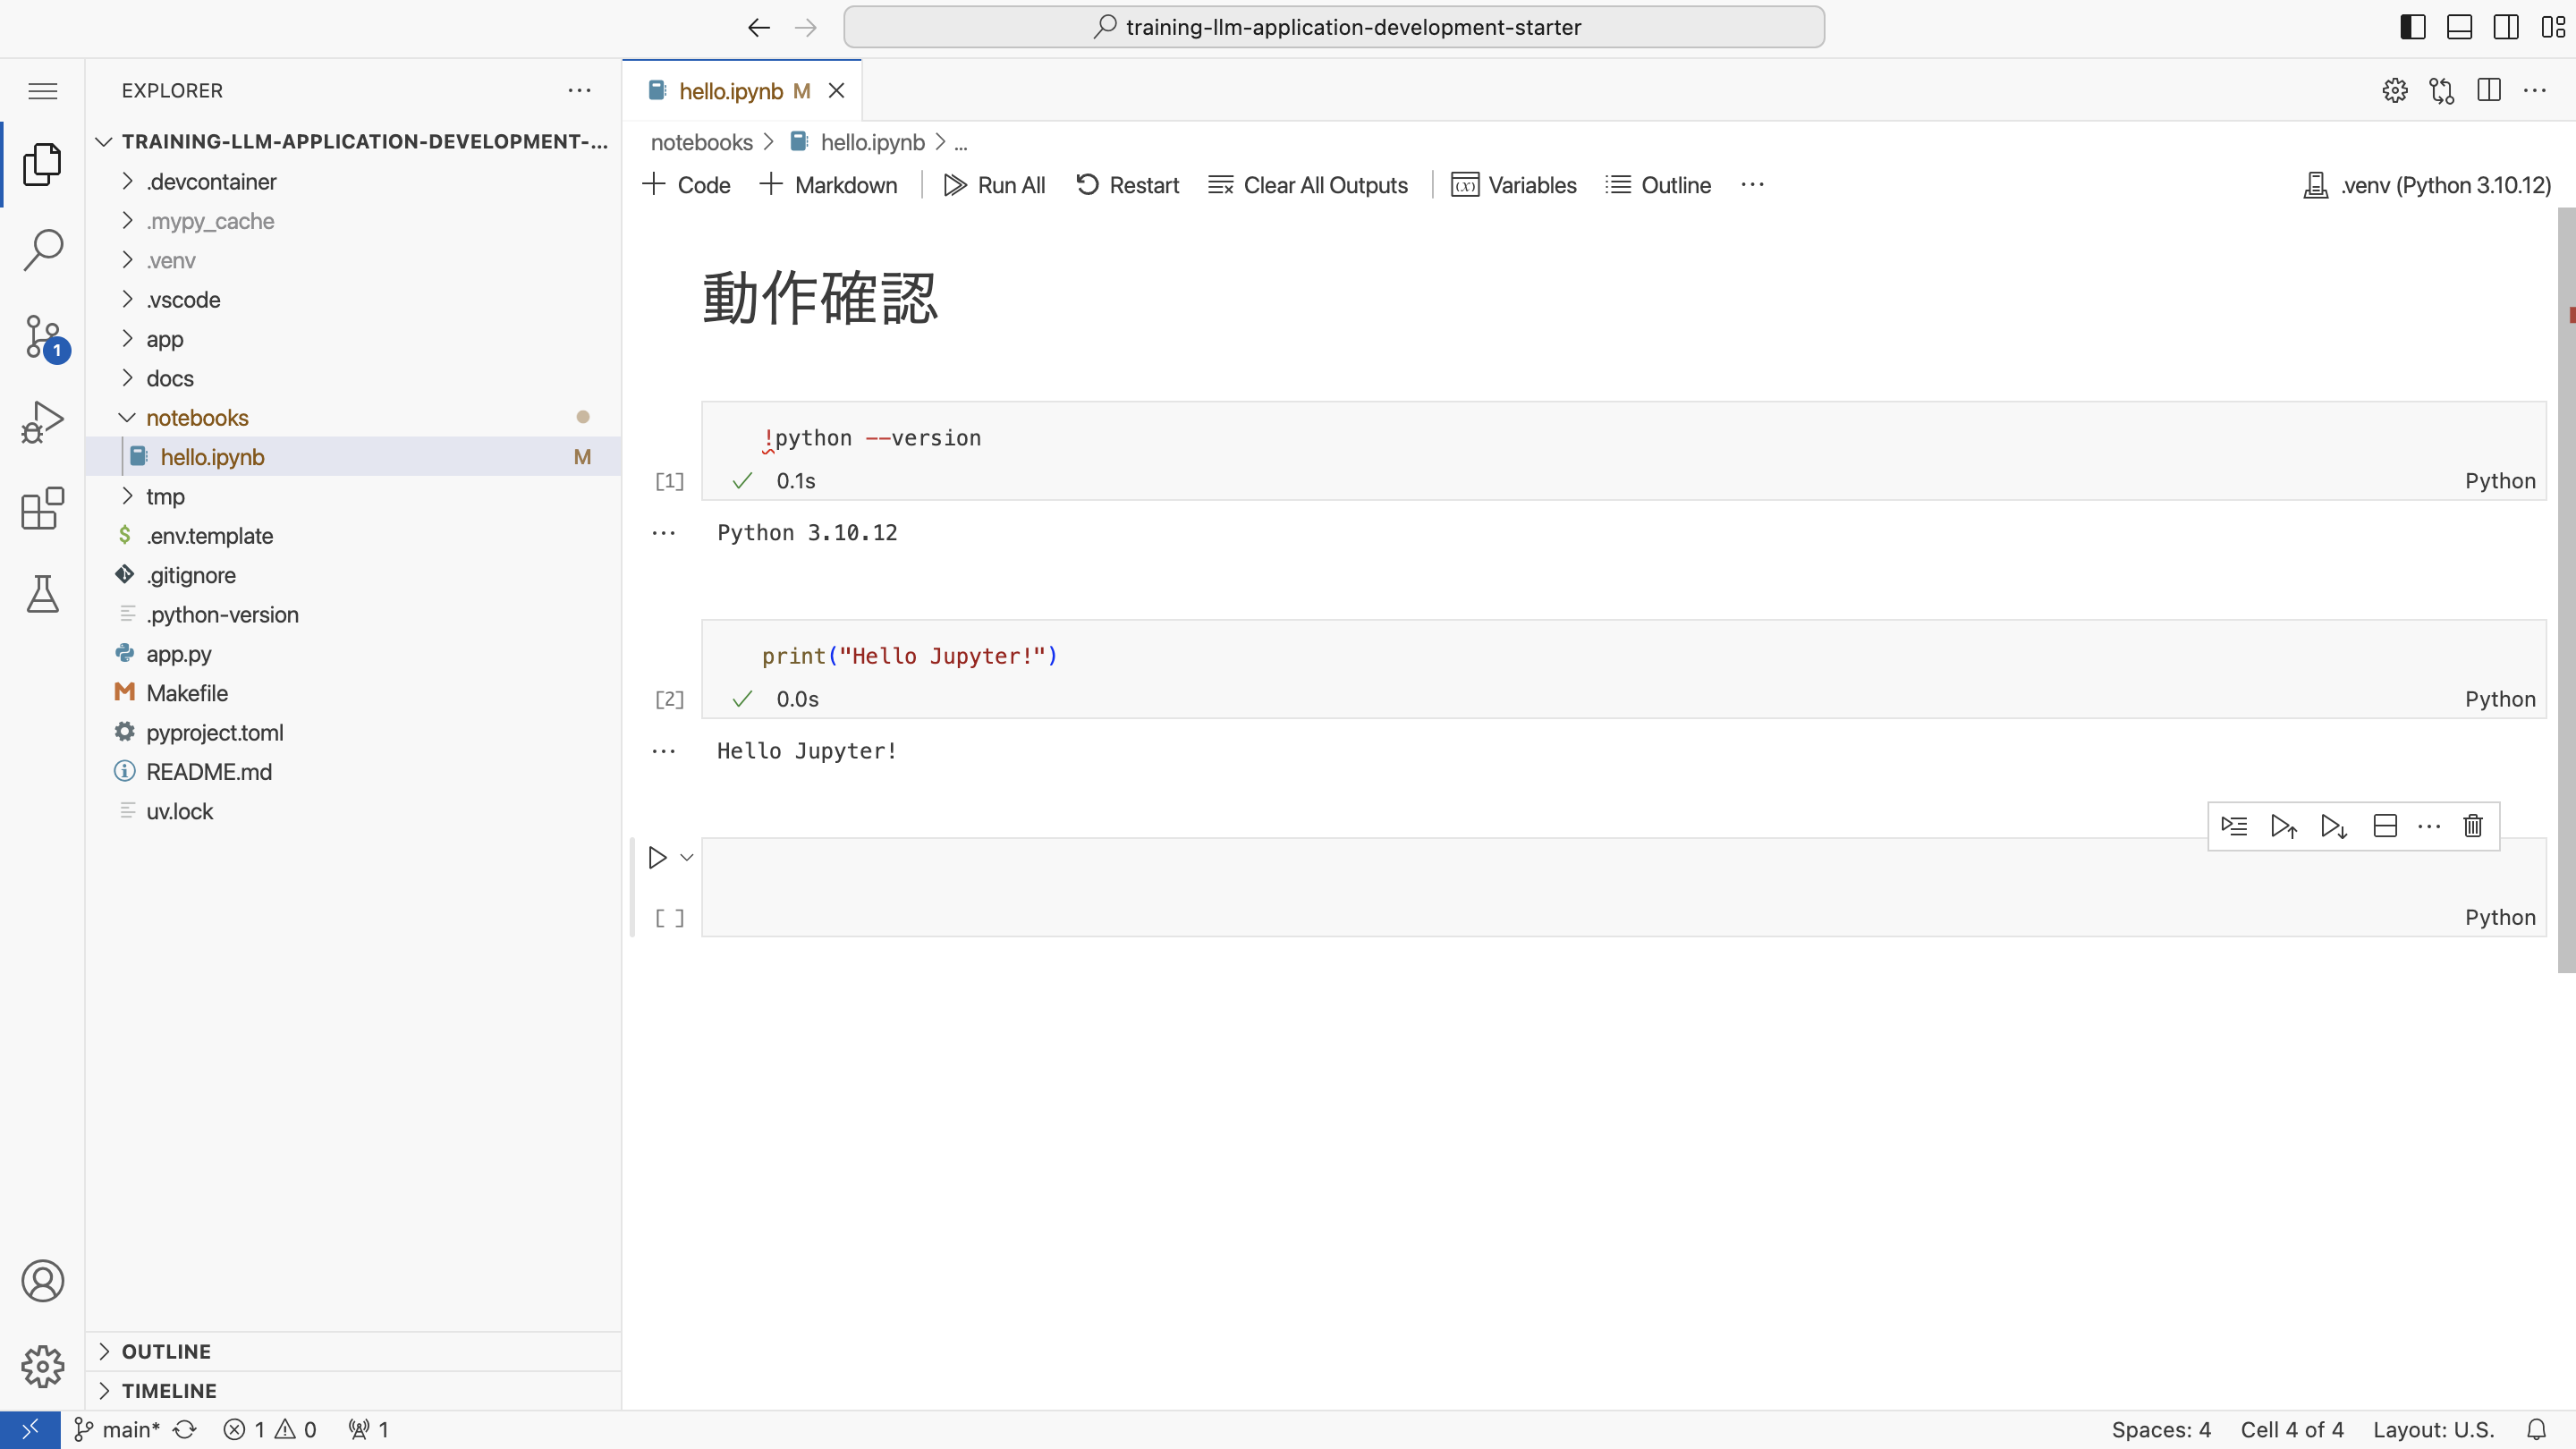 training-llm-application-development-starter
EXPLORER
TRAINING-LLM-APPLICATION-DEVELOPMENT-...
.devcontainer
.mypy_cache
.venv
.vscode
app
docs
notebooks
hello.ipynb M
tmp
.env.template
.gitignore
.python-version
app.py
Makefile
pyproject.toml
README.md
uv.lock
OUTLINE
TIMELINE
1
hello.ipynb M
notebooks > hello.ipynb > ...
Code Markdown Run All Restart Clear All Outputs Variables Outline ... .venv (Python 3.10.12)
動作確認
!python --version
[1] 0.1s Python
Python 3.10.12
print("Hello Jupyter!")
[2] 0.0s Python
Hello Jupyter!
[ ] Python
main* 1 0 1 Spaces: 4 Cell 4 of 4 Layout: U.S.